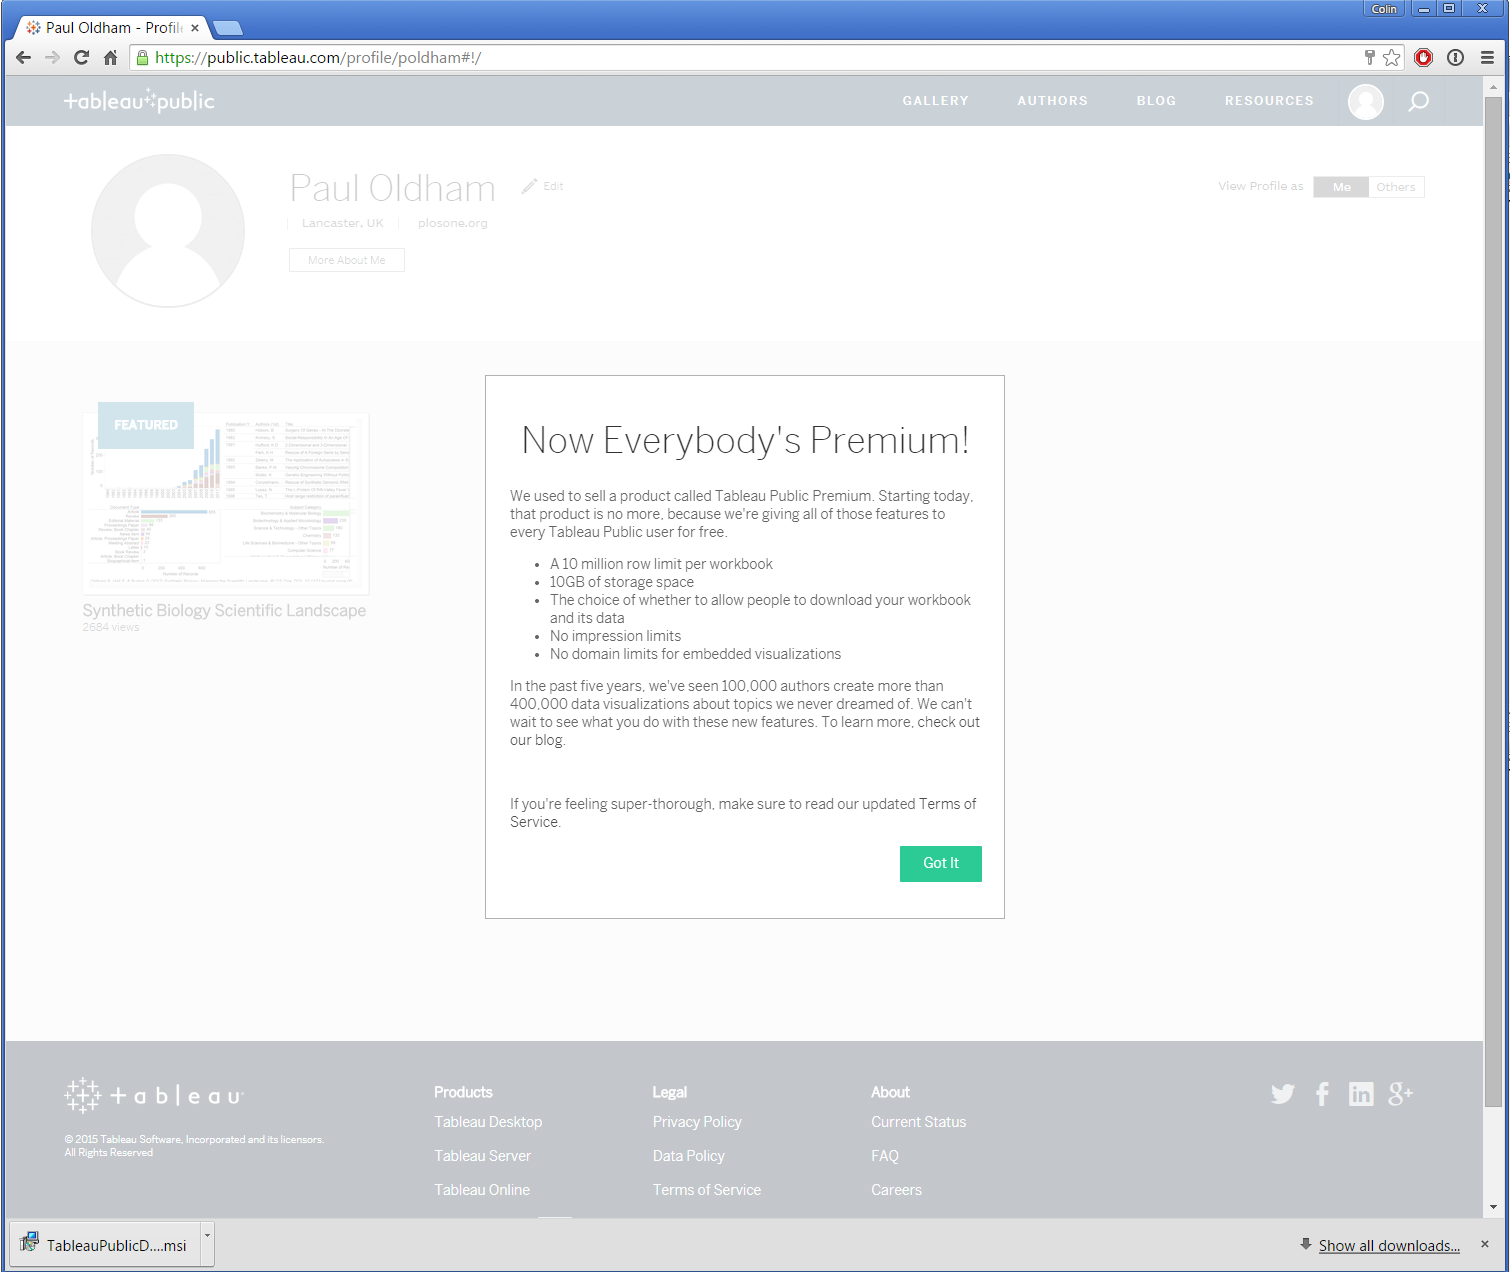 Colin
Paul Oldham - Profile
https://public.tableau.com/profile/poldham#!/
+ableau public
GALLERY AUTHORS BLOG RESOURCES
Paul Oldham
Edit
View Profile as Me Others
Lancaster, UK plosone.org
More About Me
FEATURED
Synthetic Biology Scientific Landscape
2684 views
Now Everybody's Premium!
We used to sell a product called Tableau Public Premium. Starting today,
that product is no more, because we're giving all of those features to
every Tableau Public user for free.
• A 10 million row limit per workbook
• 10GB of storage space
• The choice of whether to allow people to download your workbook
and its data
• No impression limits
• No domain limits for embedded visualizations
In the past five years, we've seen 100,000 authors create more than
400,000 data visualizations about topics we never dreamed of. We can't
wait to see what you do with these new features. To learn more, check out
our blog.
If you're feeling super-thorough, make sure to read our updated Terms of
Service.
Got It
+ableau
© 2015 Tableau Software, Incorporated and its licensors.
All Rights Reserved
Products
Tableau Desktop
Tableau Server
Tableau Online
Legal
Privacy Policy
Data Policy
Terms of Service
About
Current Status
FAQ
Careers
TableauPublicD....msi
Show all downloads...